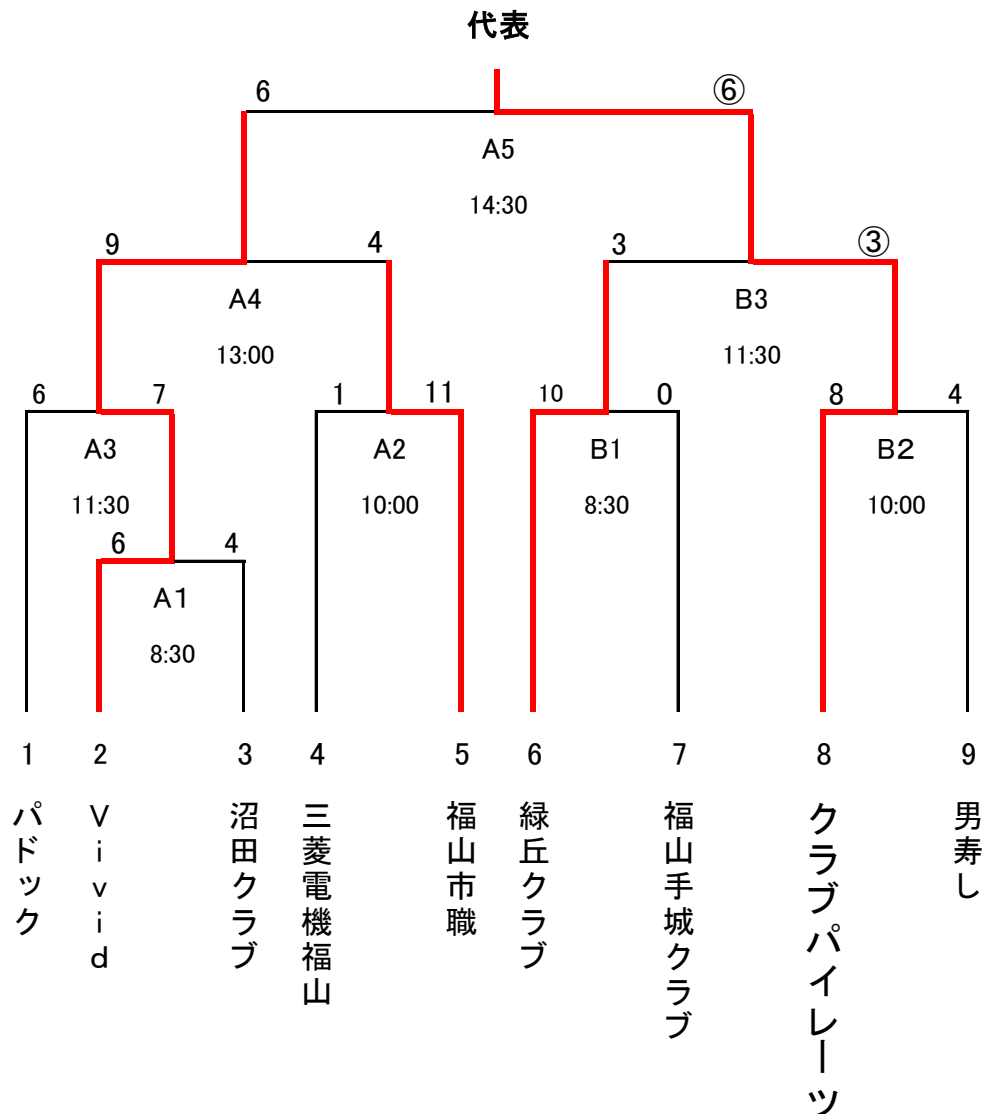 代表
6 ⑥
A5
14:30
9 4 3 ③
A4 B3
13:00 11:30
6 7 1 11 10 0 8 4
A3 A2 B1 B2
11:30 10:00 8:30 10:00
6 4
A1
8:30
1 2 3 4 5 6 7 8 9
パドック
Vivid
沼田クラブ
三菱電機福山
福山市職
緑丘クラブ
福山手城クラブ
クラブパイレーツ
男寿し